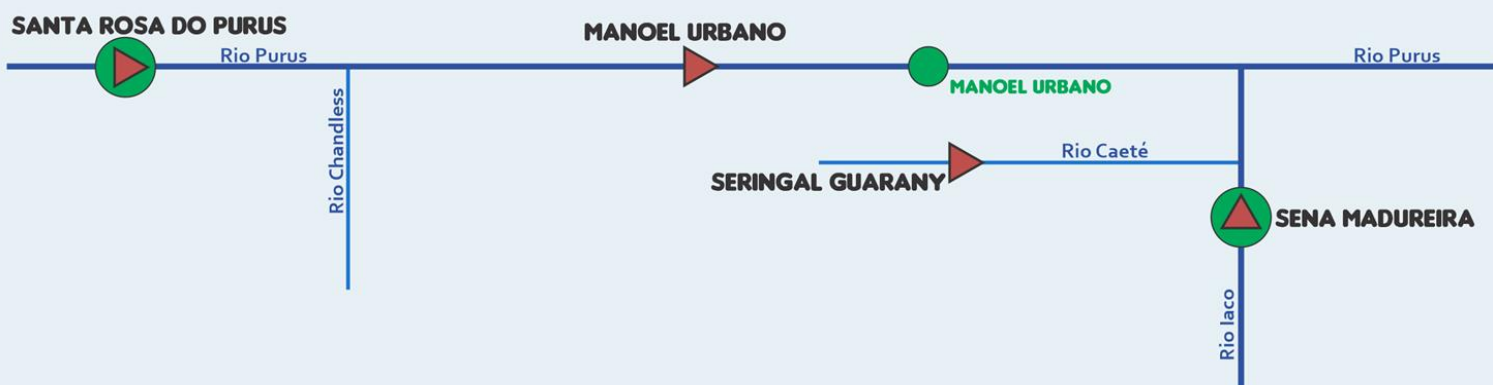 SANTA ROSA DO PURUS
MANOEL URBANO
Rio Purus
Rio Purus
MANOEL URBANO
Rio Chandless
Rio Caeté
SERINGAL GUARANY
SENA MADUREIRA
Rio Iaco